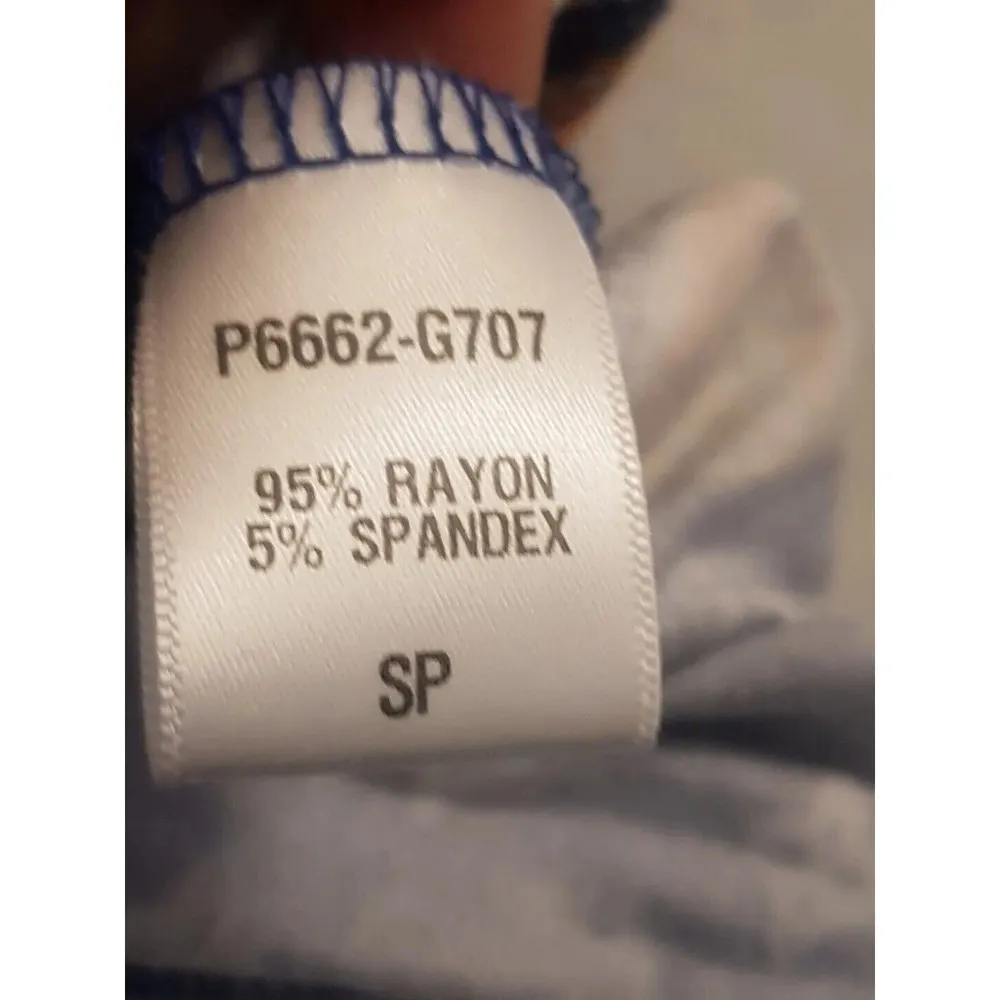 P6662-G707
95% RAYON
5% SPANDEX
SP